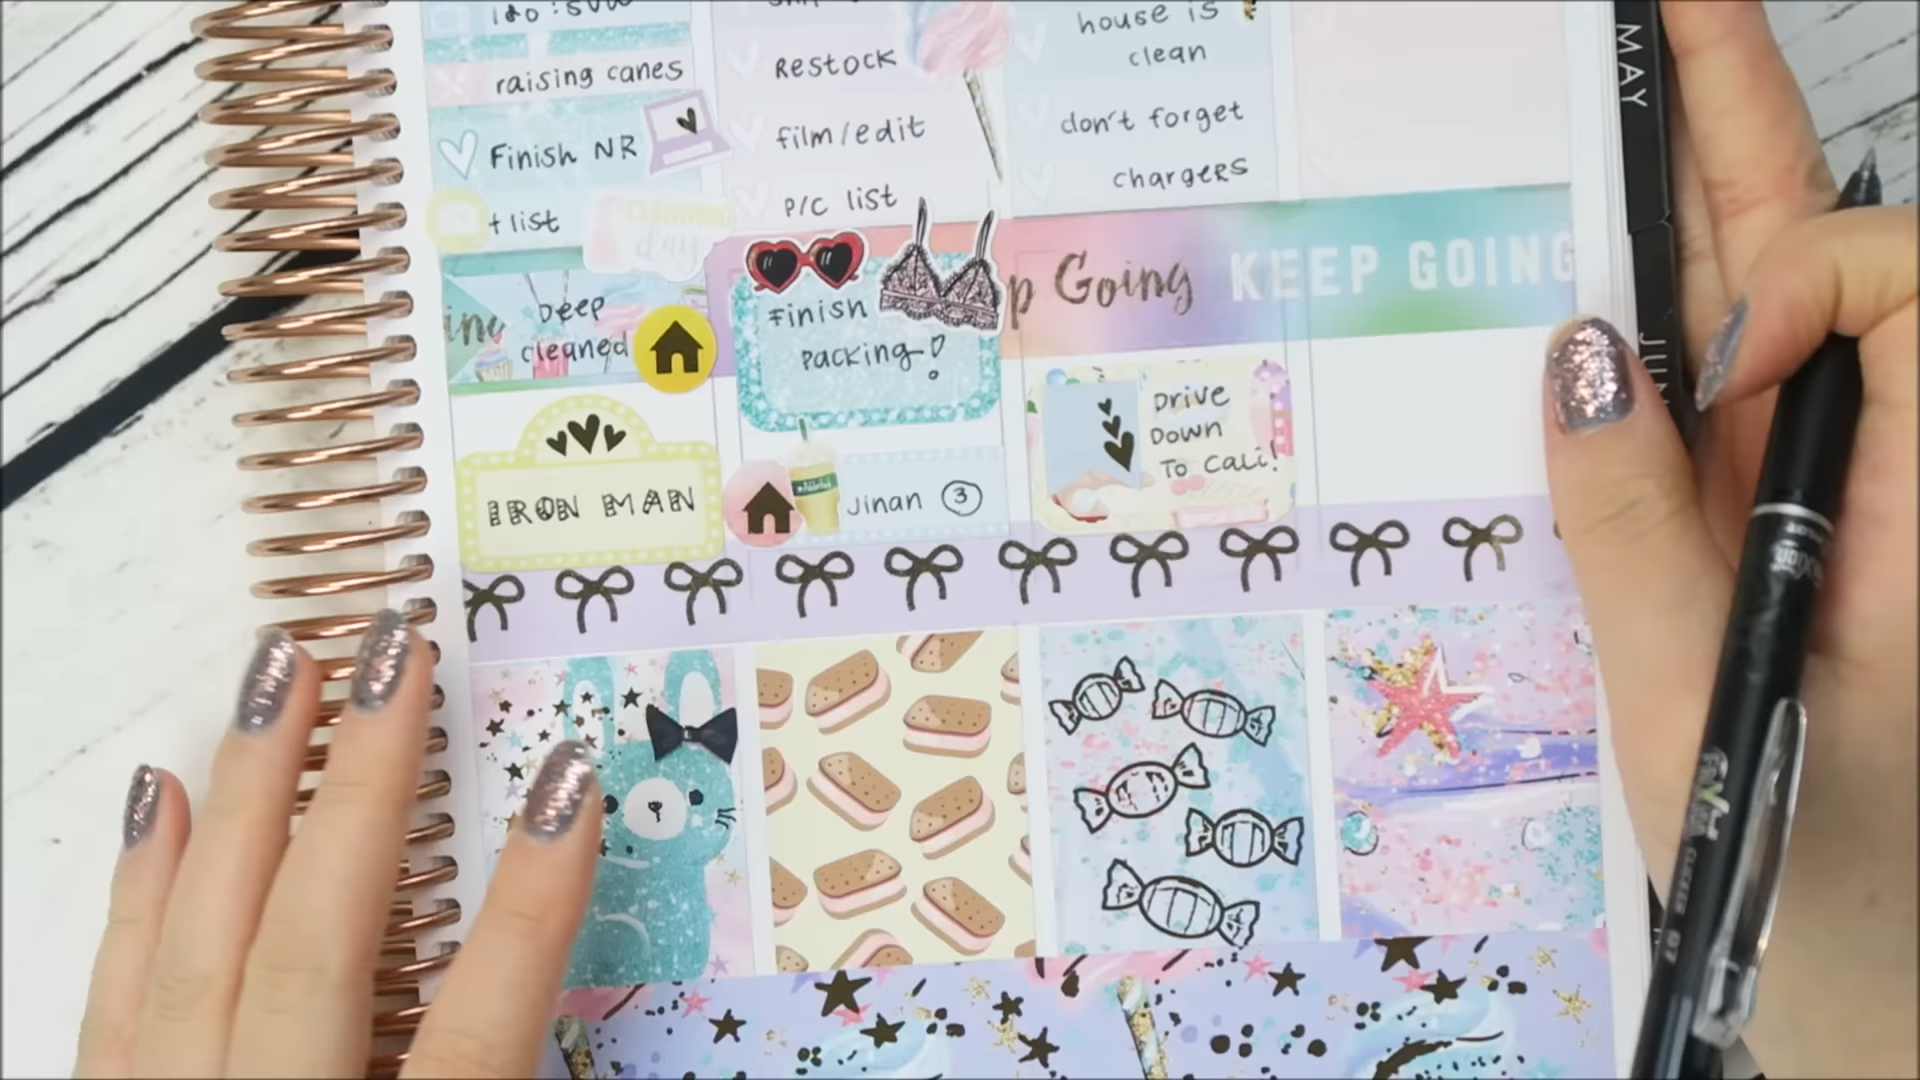 raising canes
Finish NR
t list
Deep
cleaned
IRON MAN
RESTOCK
film/edit
P/C list
Finish
packing!
Jinan 3
house is
clean
don't forget
chargers
p Going KEEP GOING
Drive
Down
To Cali!
MAY